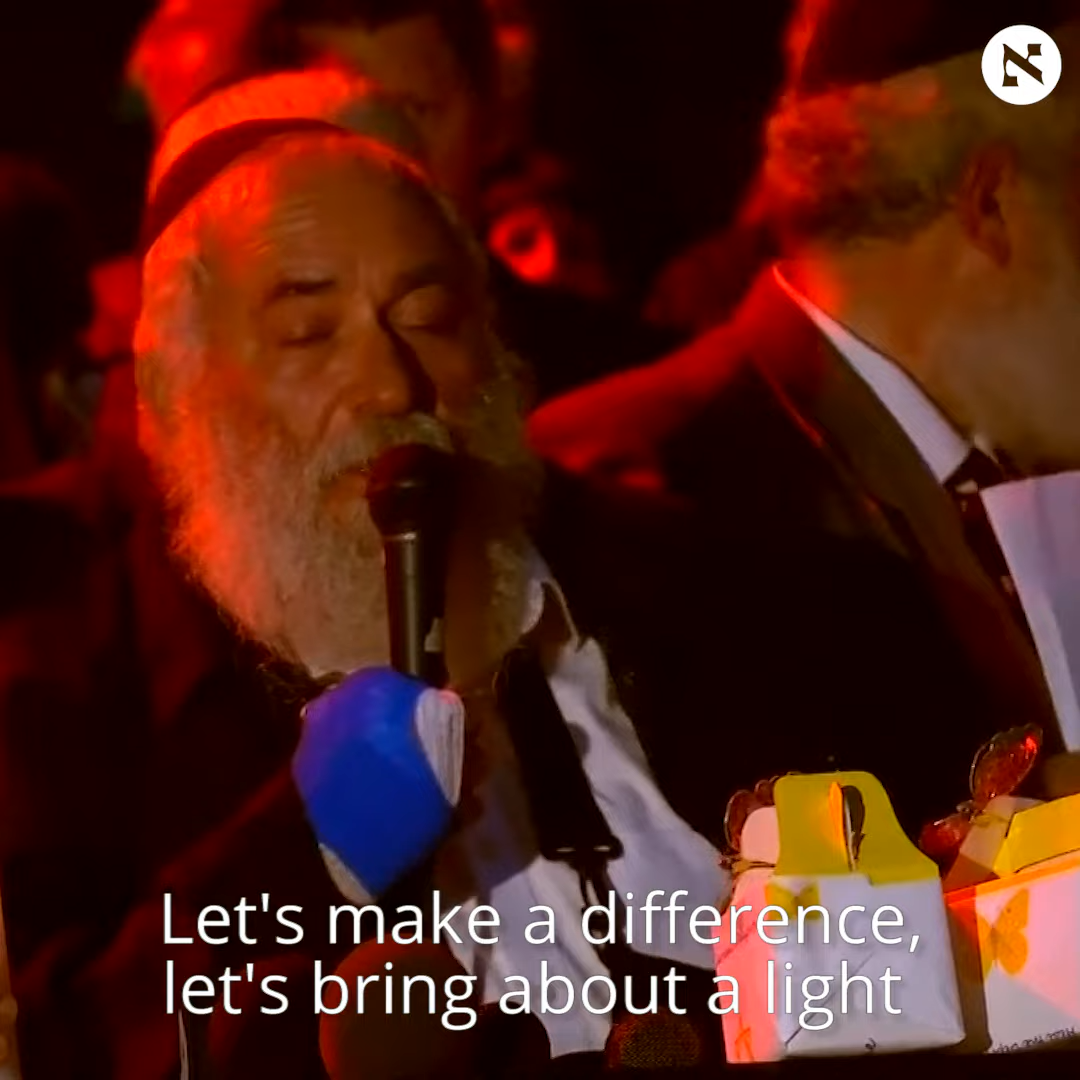 א
Let's make a difference,
let's bring about a light